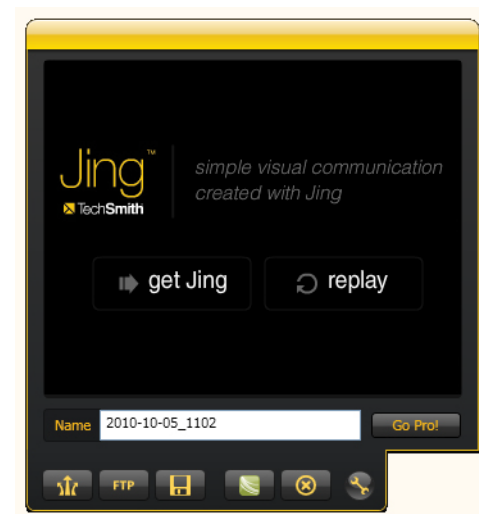 Jing™
TechSmith
simple visual communication
created with Jing
get Jing
replay
Name 2010-10-05_1102 Go Pro!
FTP